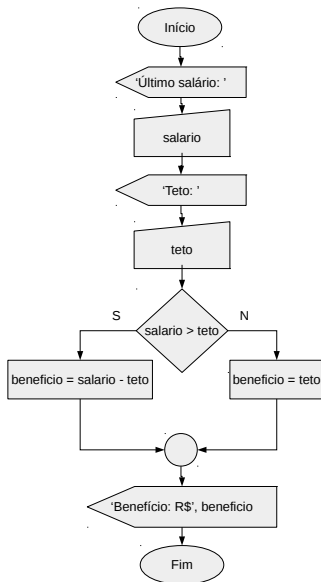 Início
‘Último salário: ’
salario
‘Teto: ’
teto
S
N
salario > teto
beneficio = salario - teto
beneficio = teto
‘Benefício: R$’, beneficio
Fim